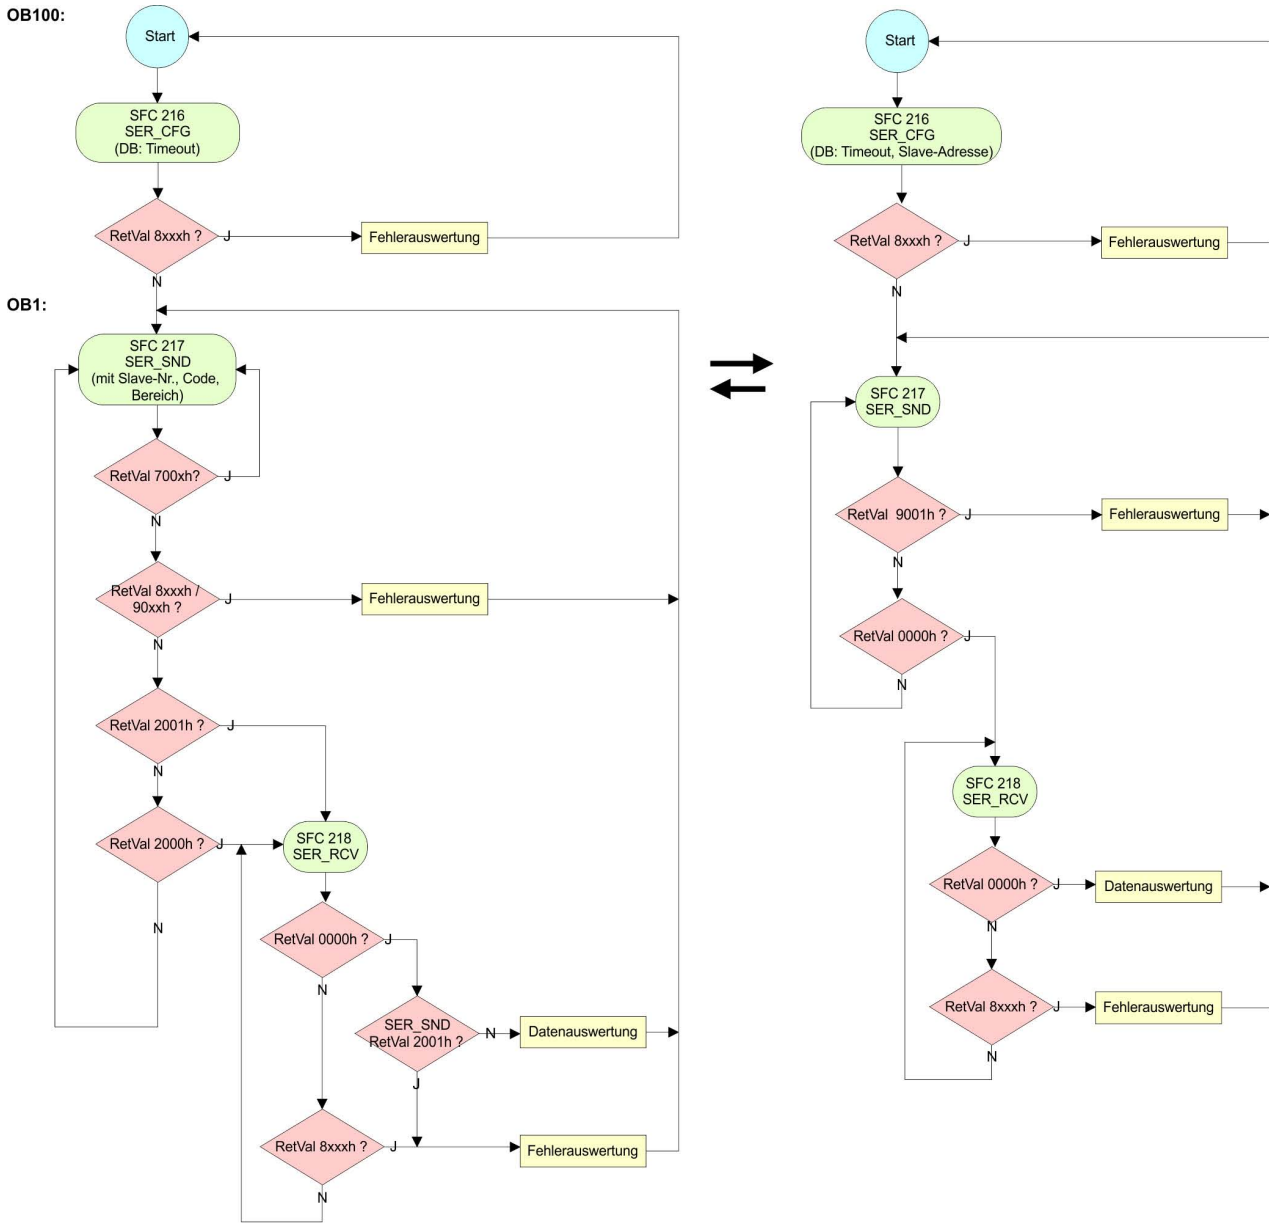 OB100:
Start
SFC 216
SER_CFG
(DB: Timeout)
RetVal 8xxxh ?
J
Fehlerauswertung
N
OB1:
SFC 217
SER_SND
(mit Slave-Nr., Code,
Bereich)
RetVal 700xh?
J
N
RetVal 8xxxh /
90xxh ?
J
Fehlerauswertung
N
RetVal 2001h ?
J
N
RetVal 2000h ?
J
N
SFC 218
SER_RCV
RetVal 0000h ?
J
N
SER_SND
RetVal 2001h ?
N
Datenauswertung
J
RetVal 8xxxh ?
J
Fehlerauswertung
N
Start
SFC 216
SER_CFG
(DB: Timeout, Slave-Adresse)
RetVal 8xxxh ?
J
Fehlerauswertung
N
SFC 217
SER_SND
RetVal 9001h ?
J
Fehlerauswertung
N
RetVal 0000h ?
J
N
SFC 218
SER_RCV
RetVal 0000h ?
J
Datenauswertung
N
RetVal 8xxxh ?
J
Fehlerauswertung
N